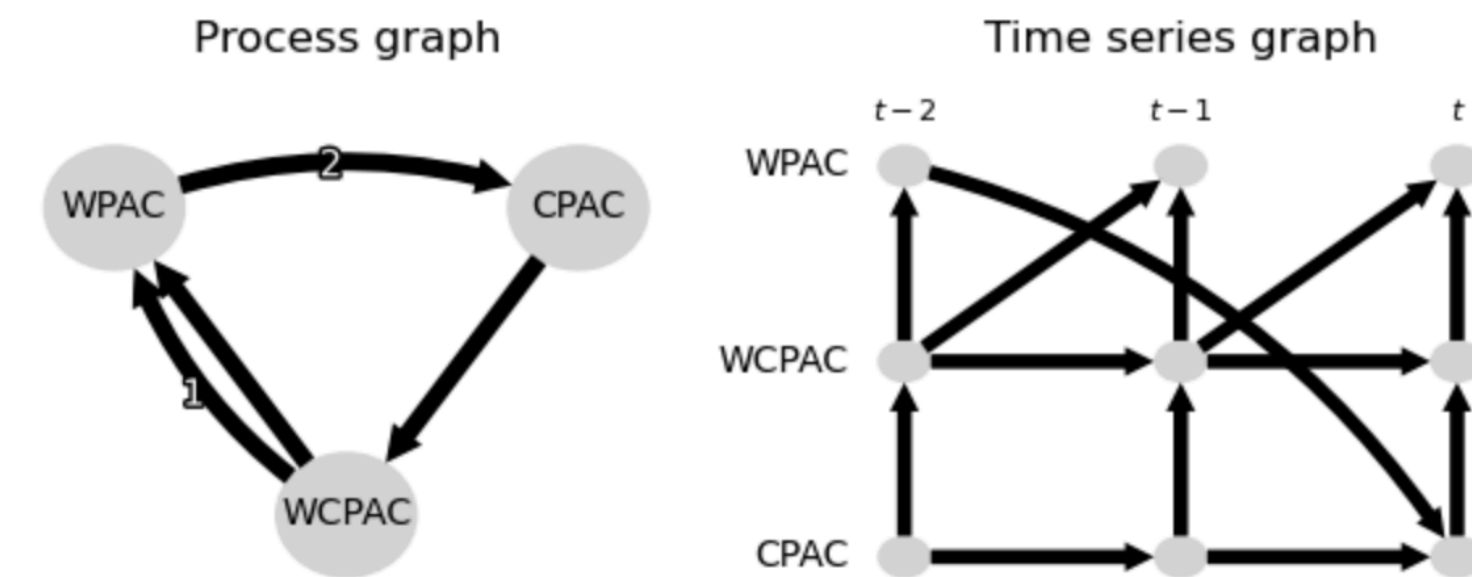 Process graph
WPAC
2
CPAC
1
WCPAC
Time series graph
t − 2
t − 1
t
WPAC
WCPAC
CPAC